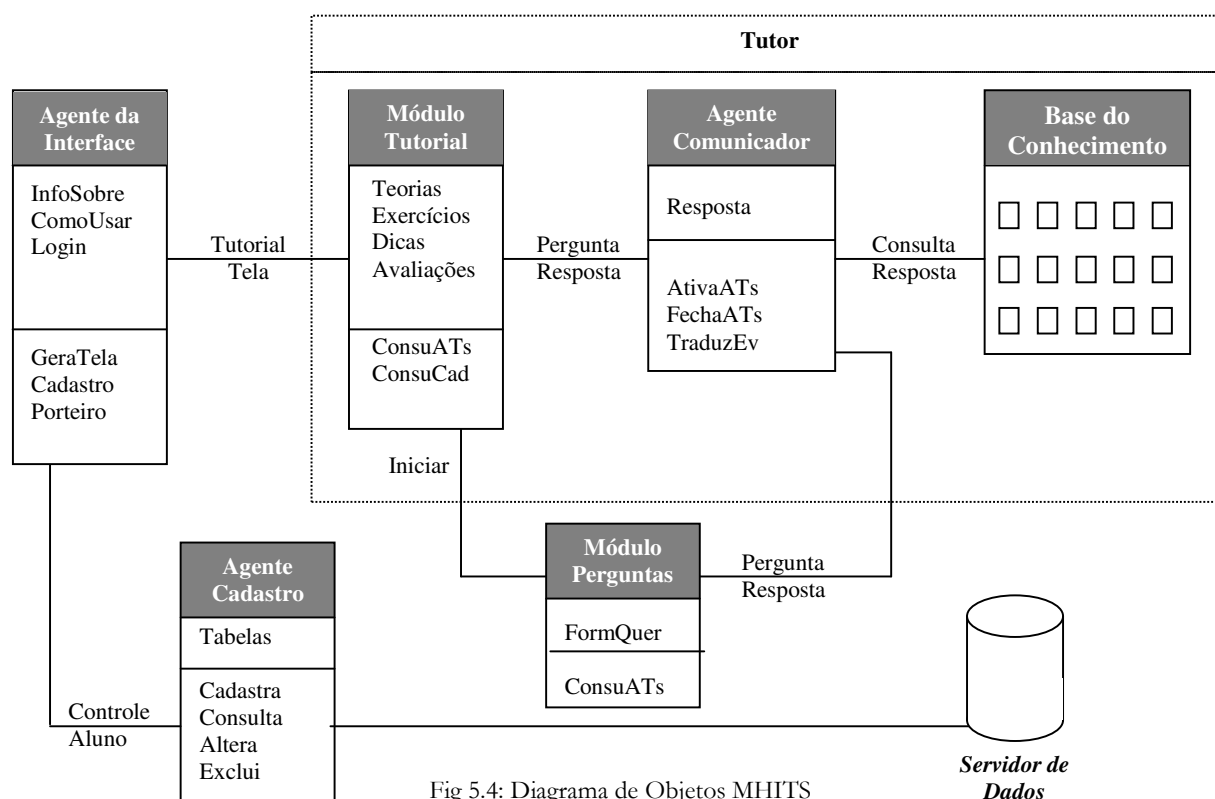 Tutor
Agente da
Interface
InfoSobre
ComoUsar
Login
GeraTela
Cadastro
Porteiro
Tutorial
Tela
Módulo
Tutorial
Teorias
Exercícios
Dicas
Avaliações
ConsuATs
ConsuCad
Pergunta
Resposta
Agente
Comunicador
Resposta
AtivaATs
FechaATs
TraduzEv
Consulta
Resposta
Base do
Conhecimento
Iniciar
Módulo
Perguntas
FormQuer
ConsuATs
Pergunta
Resposta
Agente
Cadastro
Tabelas
Cadastra
Consulta
Altera
Exclui
Controle
Aluno
Servidor de
Dados
Fig 5.4: Diagrama de Objetos MHITS